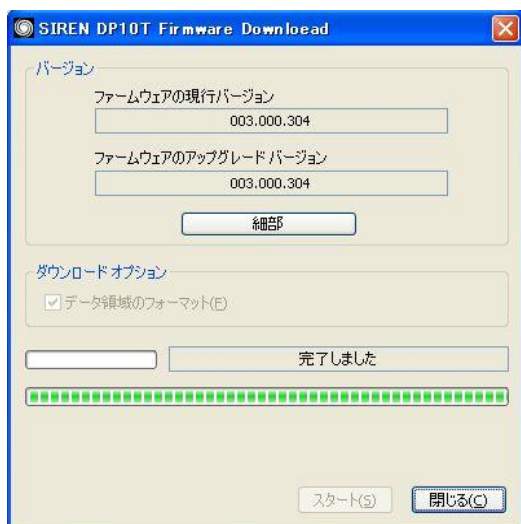 SIREN DP10T Firmware Downloead
バージョン
ファームウェアの現行バージョン
003.000.304
ファームウェアのアップグレード バージョン
003.000.304
細部
ダウンロード オプション
データ領域のフォーマット(F)
完了しました
スタート(S)
閉じる(C)